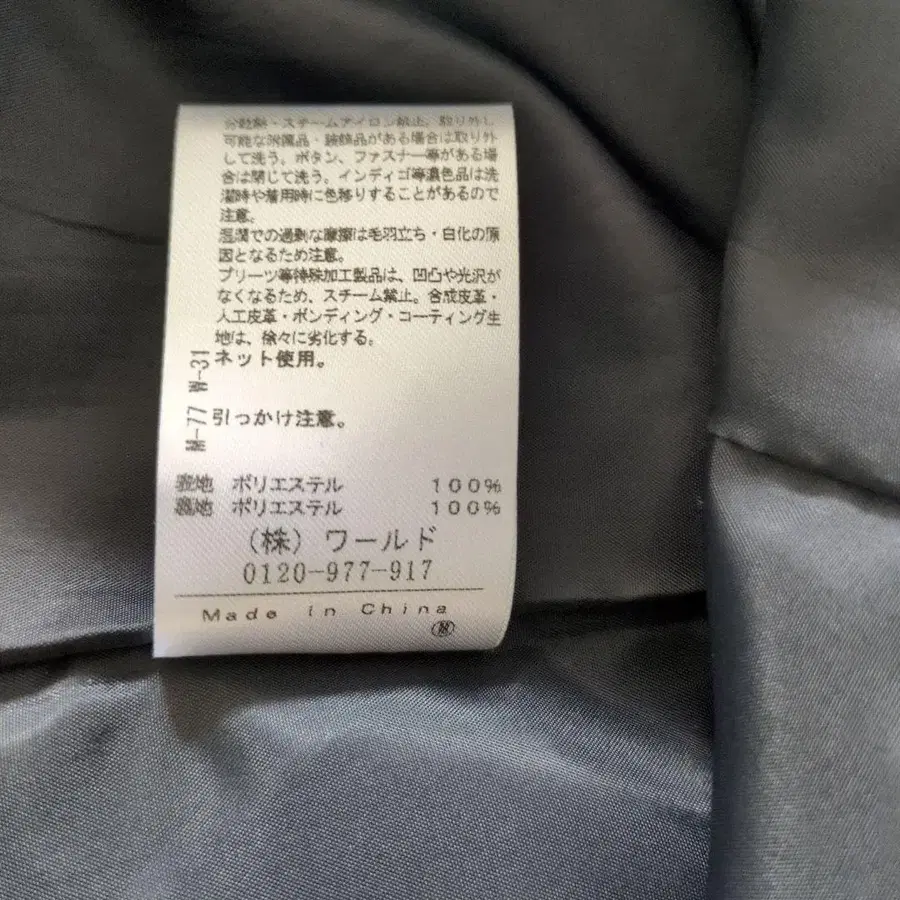 分乾燥・スチームアイロン禁止、取り外し
可能な附属品・装飾品がある場合は取り外
して洗う。ボタン、ファスナー等がある場
合は閉じて洗う。インディゴ等濃色品は洗
濯時や着用時に色移りすることがあるので
注意。
湿潤での過剰な摩擦は毛羽立ち・白化の原
因となるため注意。
プリーツ等特殊加工製品は、凹凸や光沢が
なくなるため、スチーム禁止。合成皮革・
人工皮革・ボンディング・コーティング生
地は、徐々に劣化する。
ネット使用。
引っかけ注意。
M-77 W-31
表地 ポリエステル 100%
裏地 ポリエステル 100%
(株) ワールド
0120-977-917
Made in China